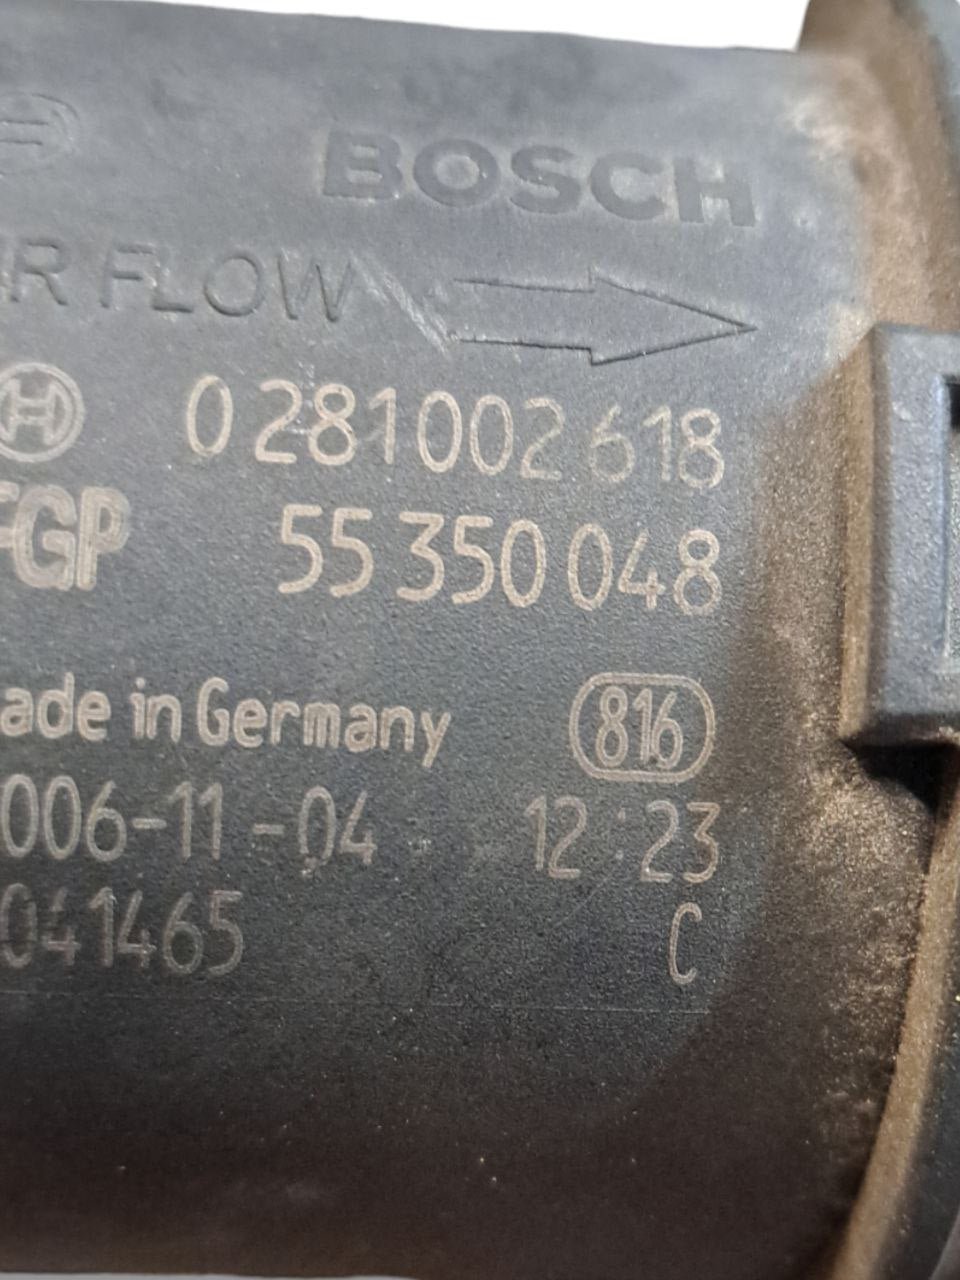 BOSCH
IR FLOW
0 281 002 618
FGP 55 350 048
ade in Germany 816
006-11-04 12:23
041465 C